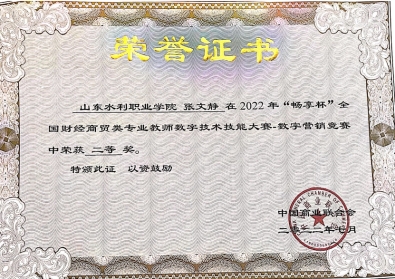 荣誉证书
山东水利职业学院 张文静 在2022年“畅享杯”全
国财经商贸类专业教师数字技术技能大赛-数字营销竞赛
中荣获 二等 奖。
特颁此证 以资鼓励
中国商业联合会
二〇二二年七月